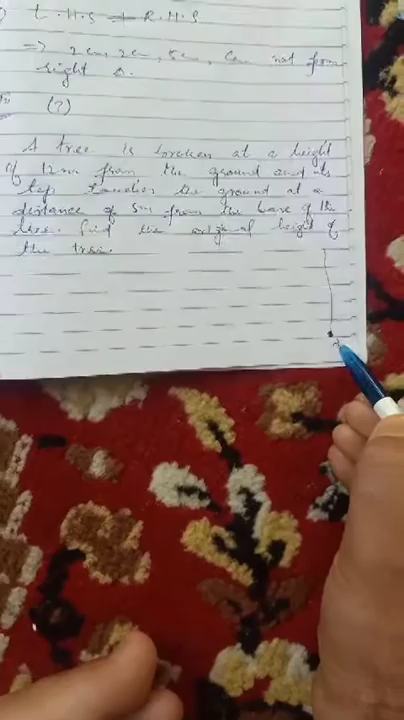 L.H.S ≠ R.H.S
=> 2cm, 2cm, 5cm, can not form
right Δ.
(2)
A tree is broken at a height
of 12m from the ground and its
top touches the ground at a
distance of 5m from the base of the
tree. find the original height of
the tree.